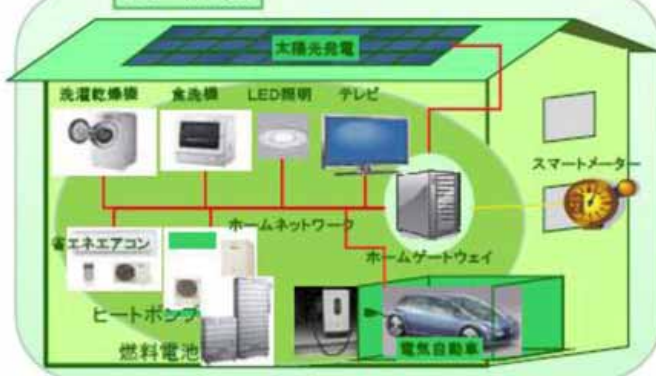 太陽光発電
洗濯乾燥機
食洗機
LED照明
テレビ
スマートメーター
ホームネットワーク
ホームゲートウェイ
省エネエアコン
ヒートポンプ
燃料電池
電気自動車